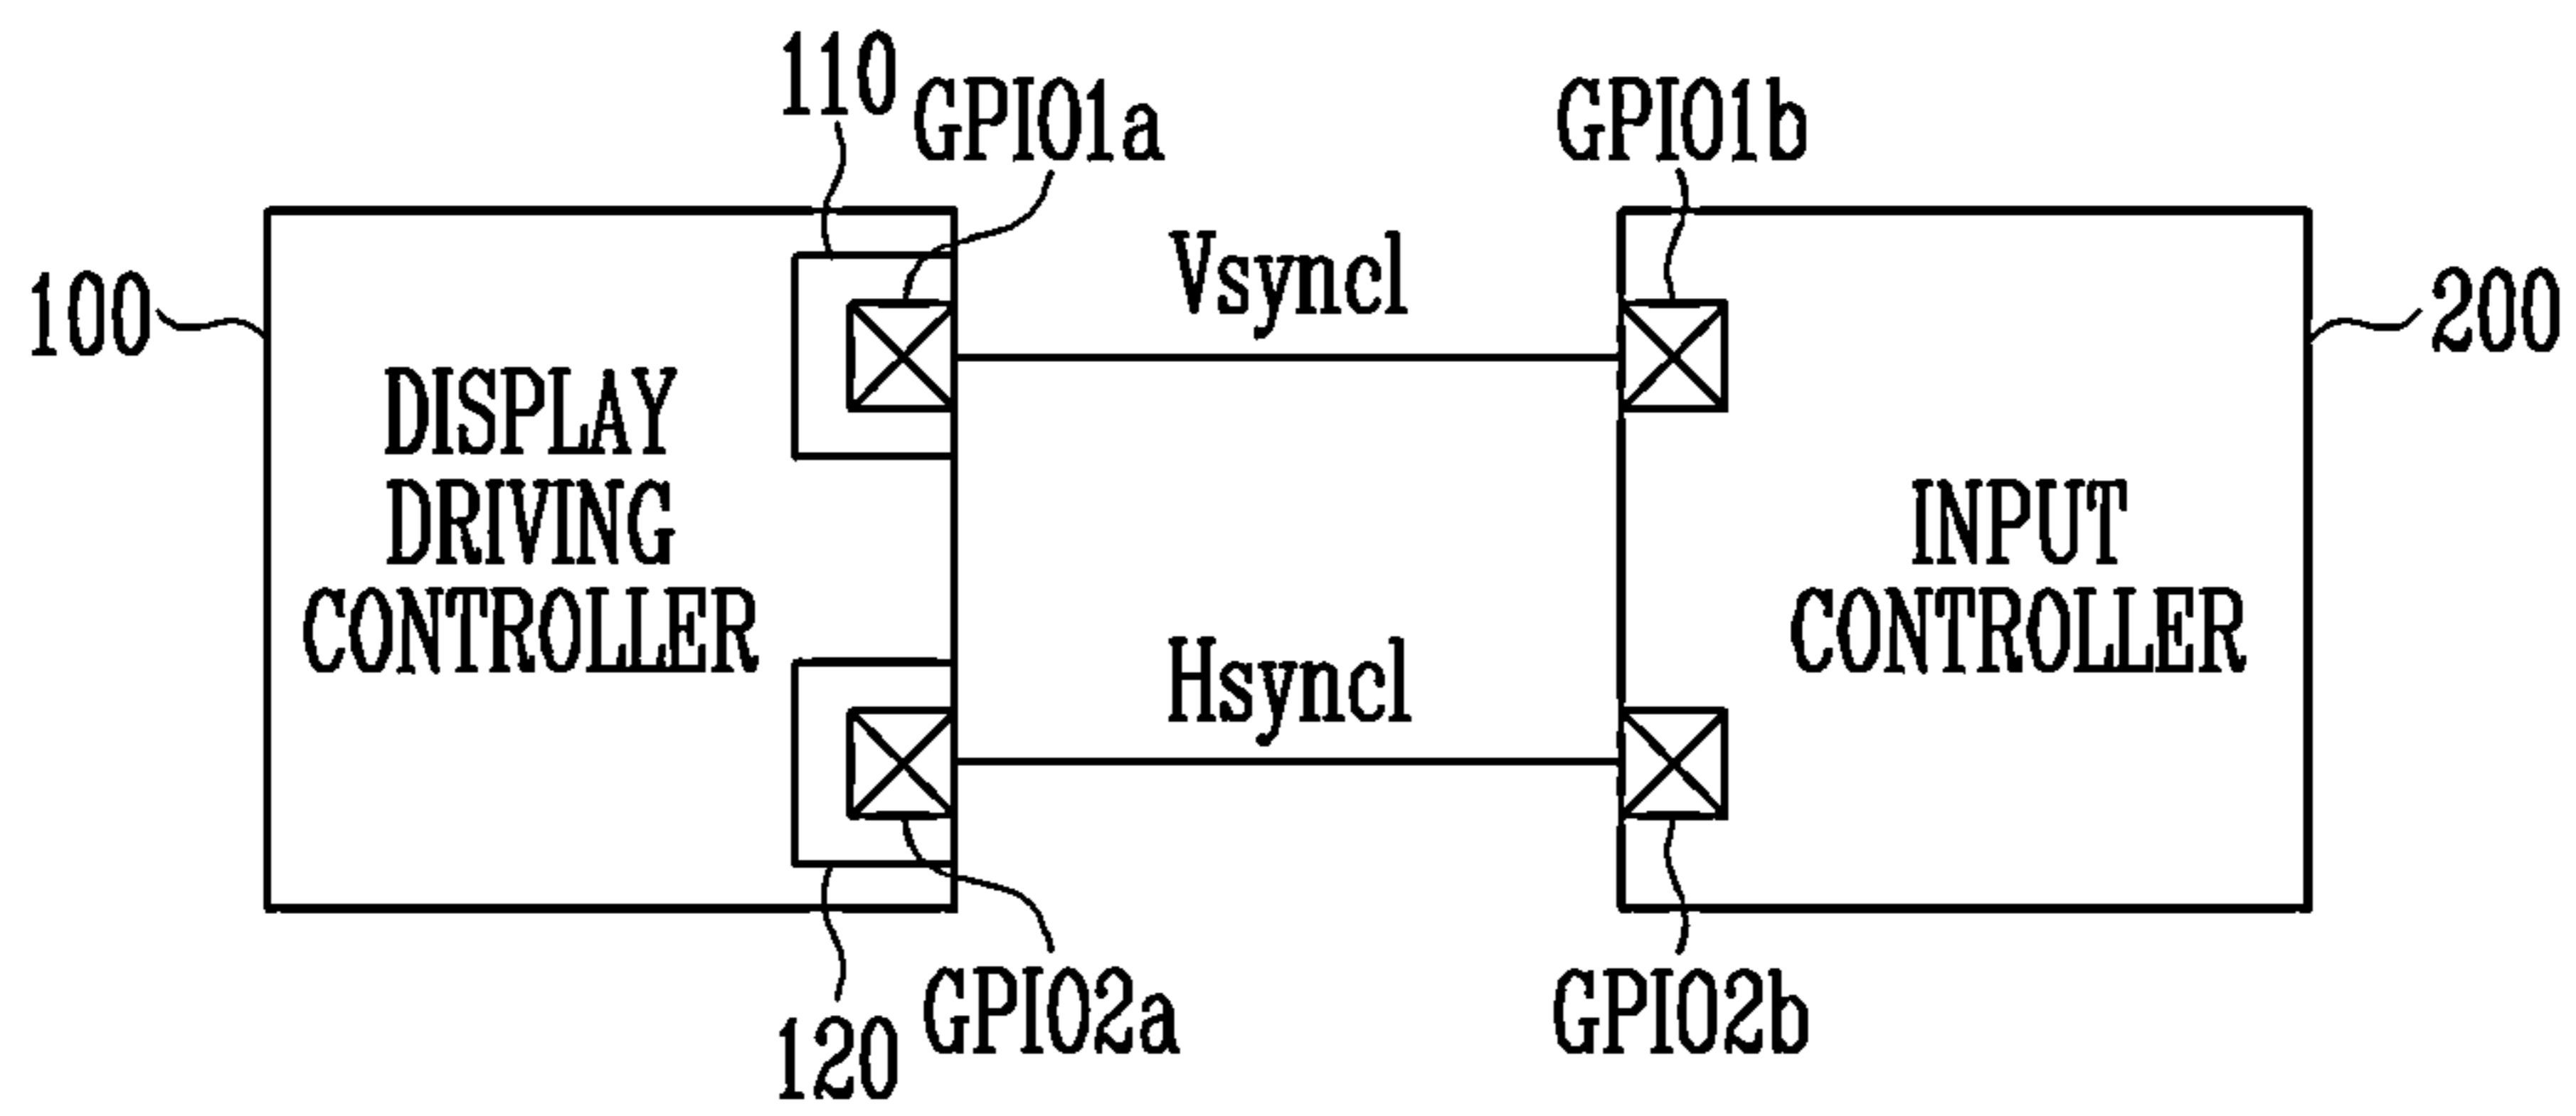 110
GPIO1a
GPIO1b
100
Vsyncl
200
DISPLAY
DRIVING
CONTROLLER
INPUT
CONTROLLER
Hsyncl
120
GPIO2a
GPIO2b